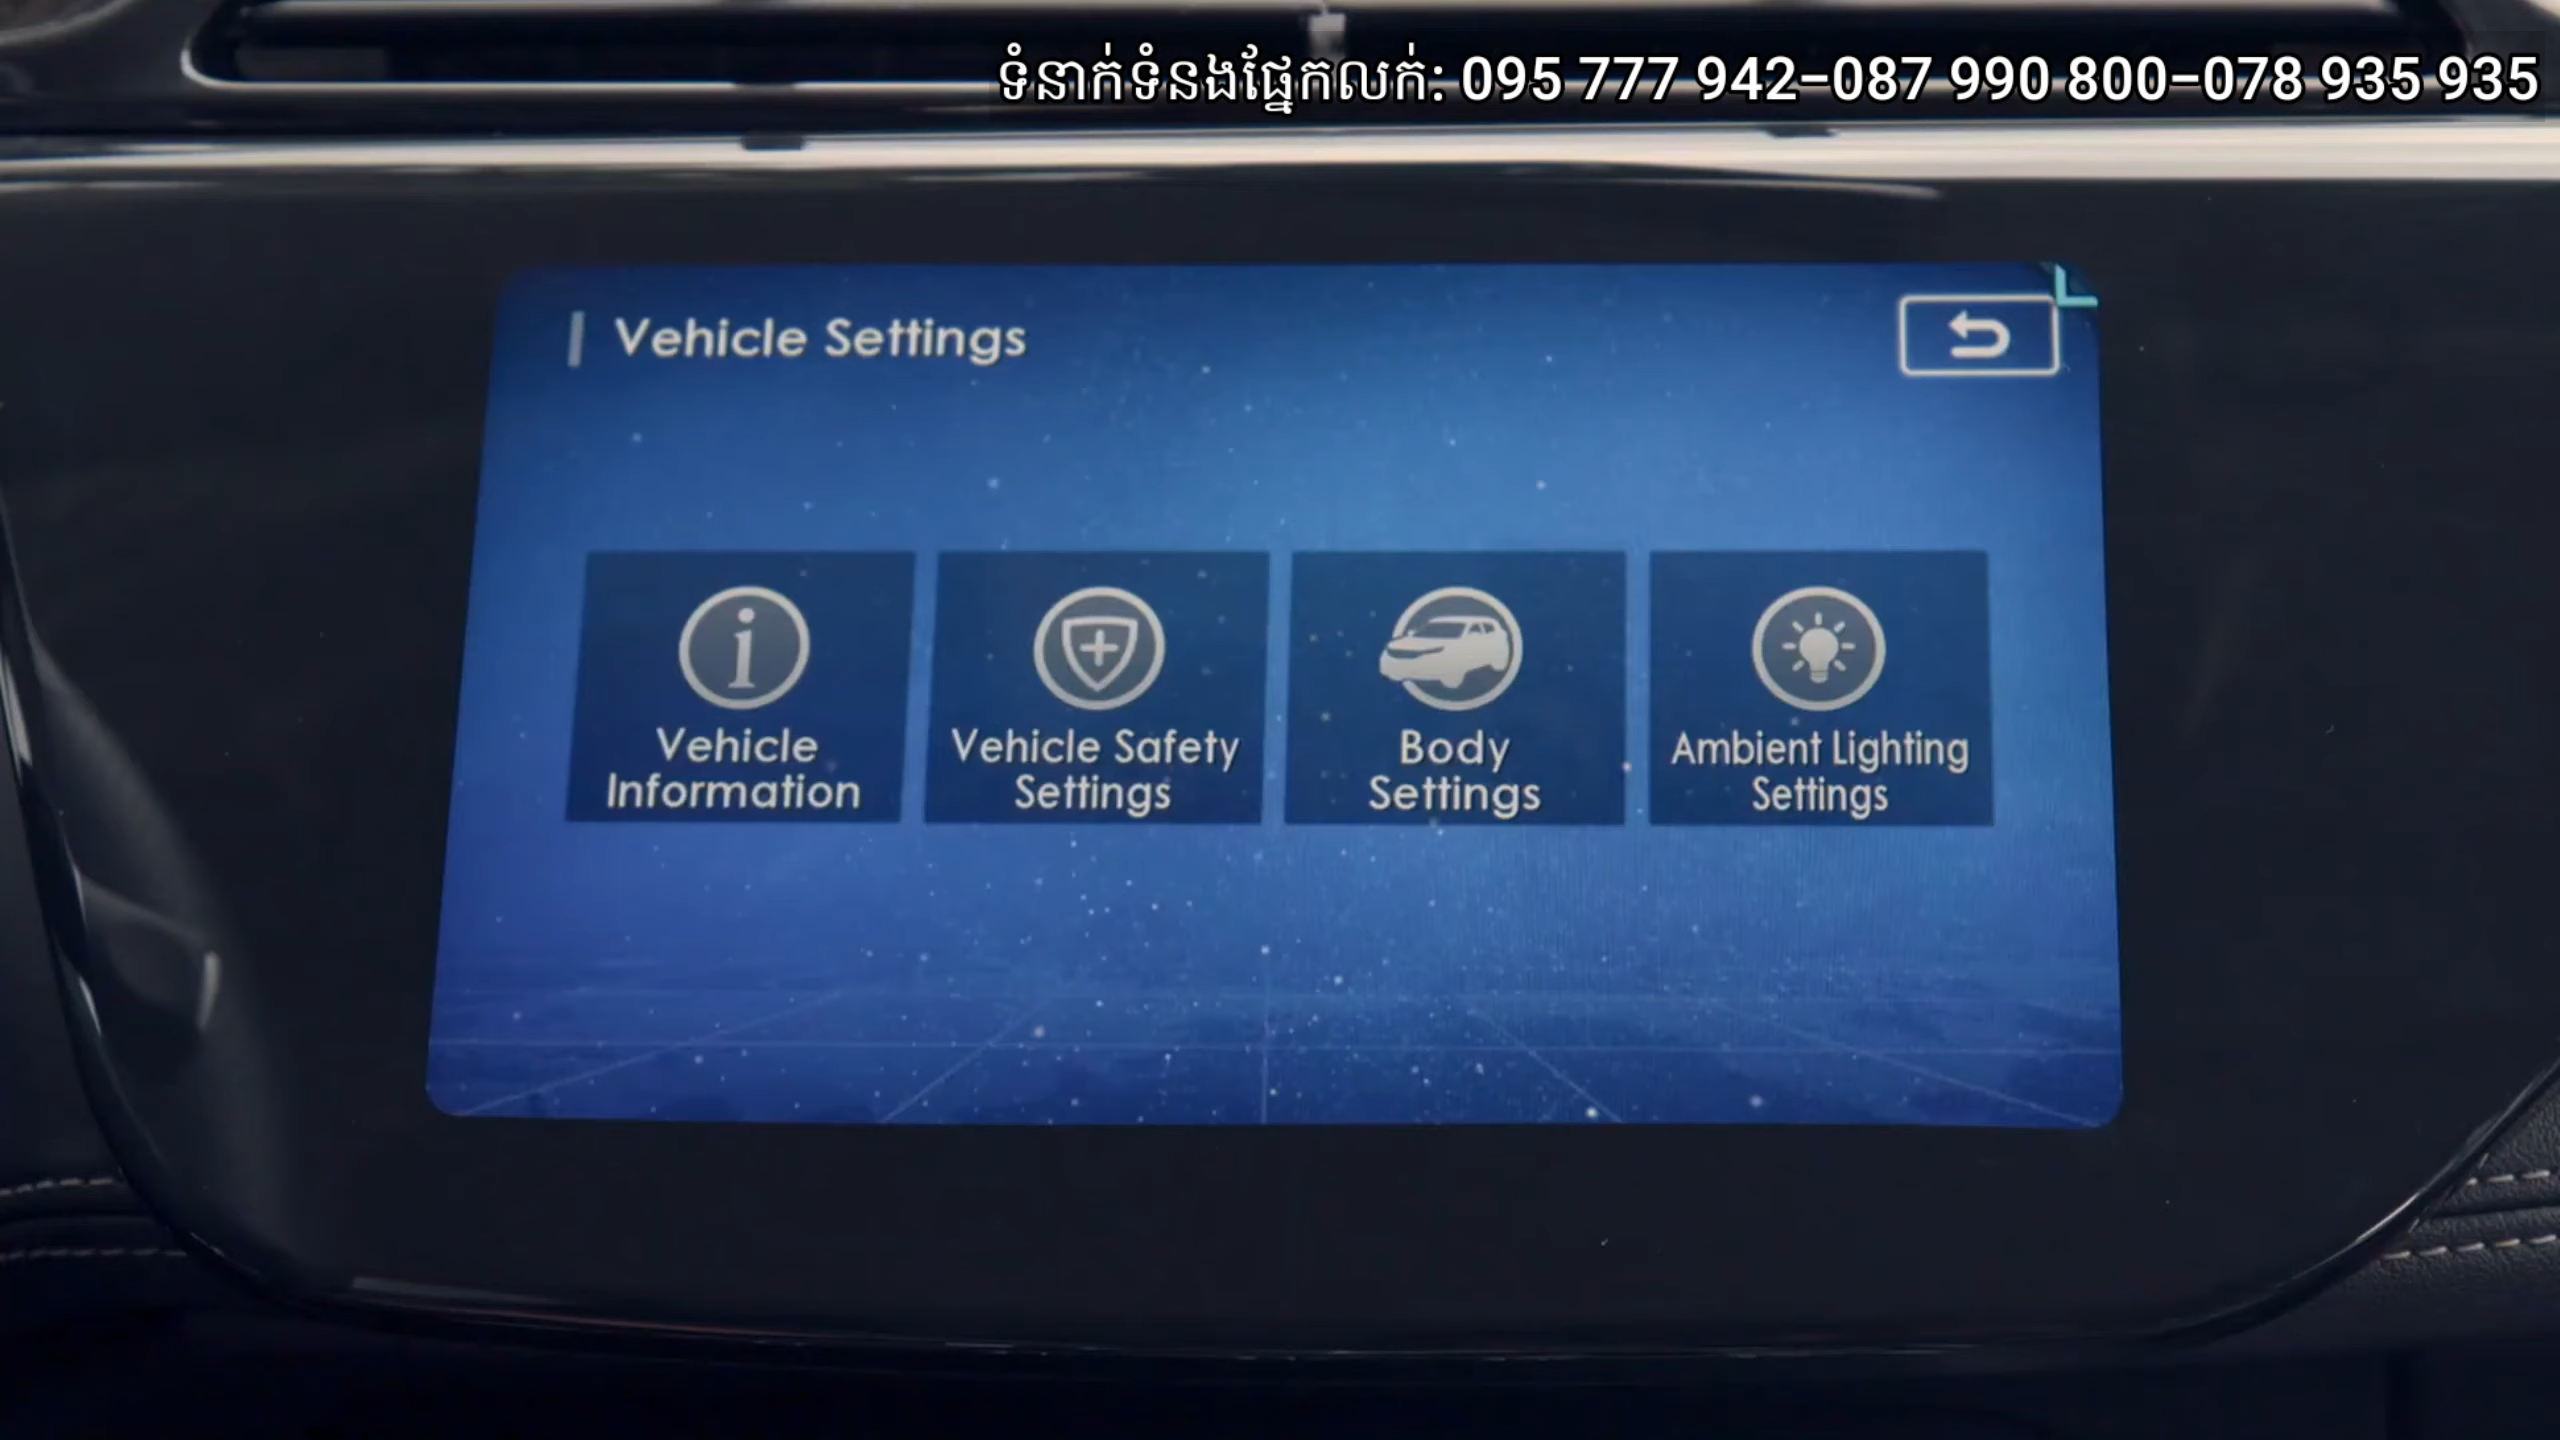 ទំនាក់ទំនងផ្នែកលក់: 095 777 942-087 990 800-078 935 935
Vehicle Settings
Vehicle
Information
Vehicle Safety
Settings
Body
Settings
Ambient Lighting
Settings